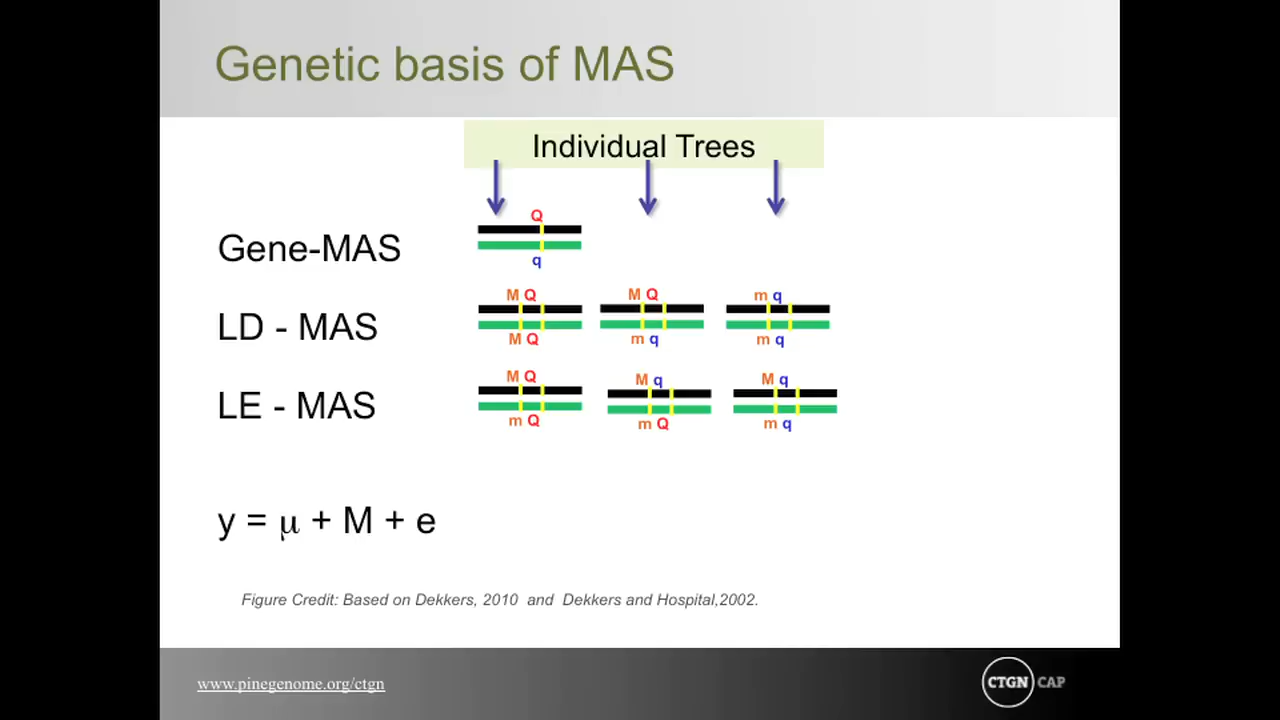 Genetic basis of MAS
Individual Trees
Gene-MAS
Q
q
LD - MAS
M Q
M Q
m q
M Q
m q
m q
LE - MAS
M Q
M q
M q
m Q
m Q
m q
y = μ + M + e
Figure Credit: Based on Dekkers, 2010 and Dekkers and Hospital,2002.
www.pinegenome.org/ctgn
CTGN CAP